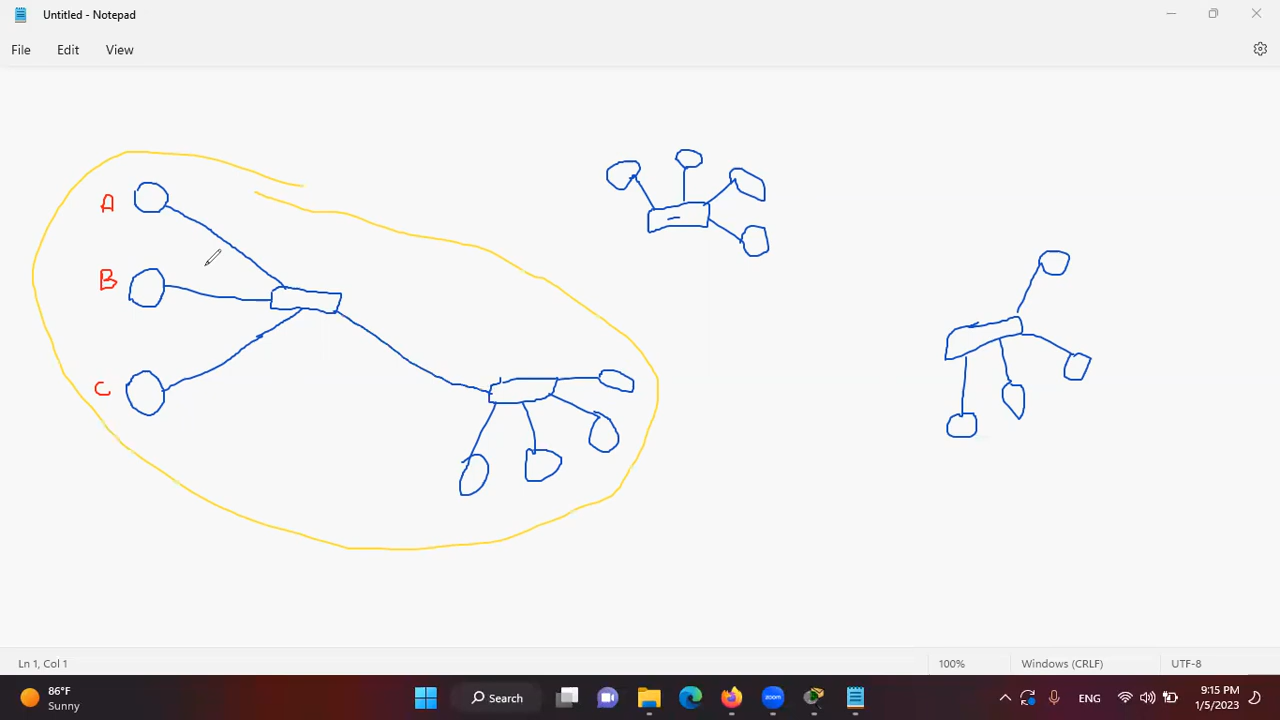 Untitled - Notepad
File Edit View
A
B
C
Ln 1, Col 1 100% Windows (CRLF) UTF-8
86°F
Sunny
Search
zoom
ENG
9:15 PM
1/5/2023